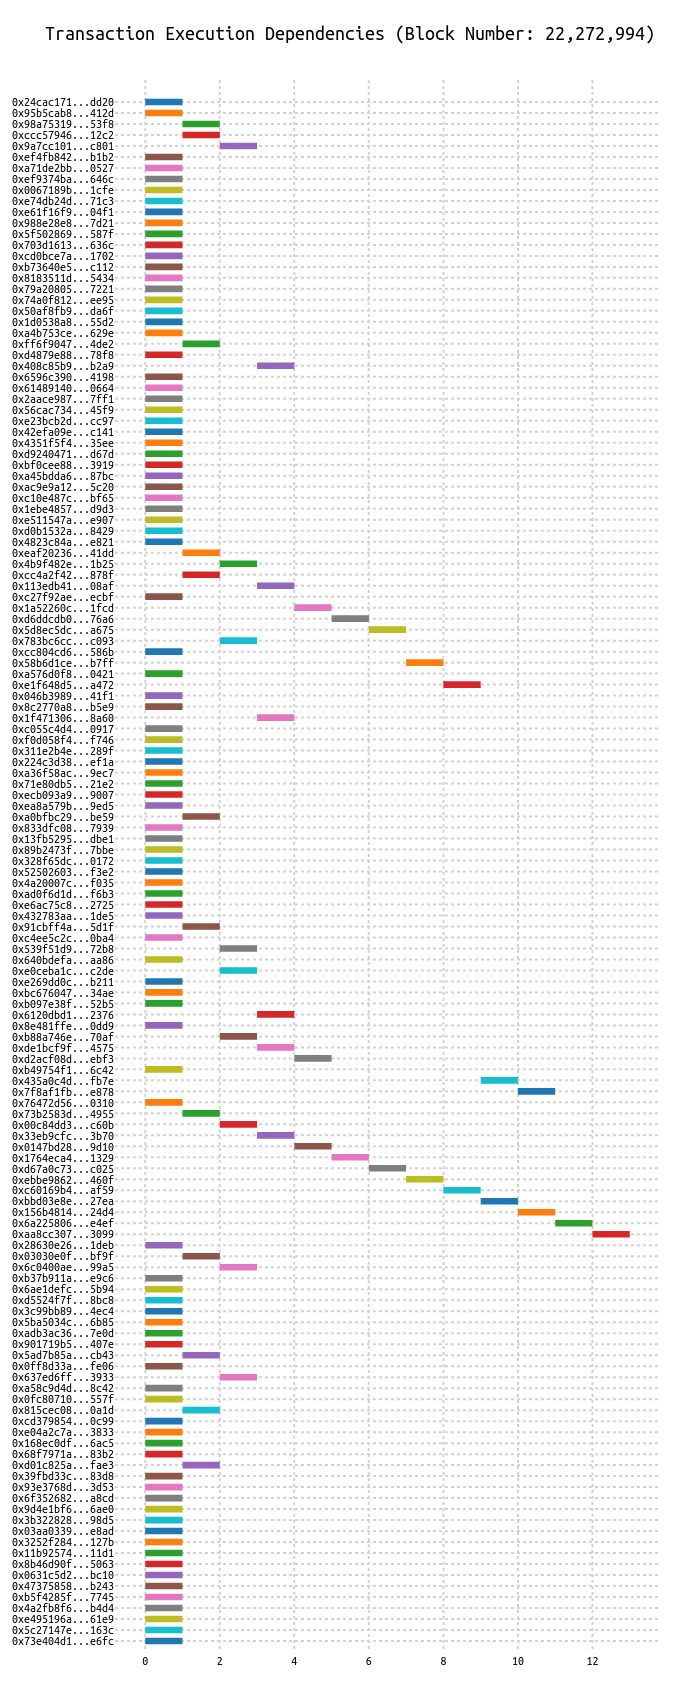 Transaction Execution Dependencies (Block Number: 22,272,994)
0x24cac171...dd20
0x95b5cab8...412d
0x98a75319...53f8
0xccc57946...12c2
0x9a7cc101...c801
0xef4fb842...b1b2
0xa71de2bb...0527
0xef9374ba...646c
0x0067189b...1cfe
0xe74db24d...71c3
0xe61f16f9...04f1
0x988e28e8...7d21
0x5f502869...587f
0x703d1613...636c
0xcd0bce7a...1702
0xb73640e5...c112
0x8183511d...5434
0x79a20805...7221
0x74a0f812...ee95
0x50af8fb9...da6f
0x1d0538a8...55d2
0xa4b753ce...629e
0xff6f9047...4de2
0xd4879e88...78f8
0x408c85b9...b2a9
0x6596c390...4198
0x61489140...0664
0x2aace987...7ff1
0x56cac734...45f9
0xe23bcb2d...cc97
0x42efa09e...c141
0x4351f5f4...35ee
0xd9240471...d67d
0xbf0cee88...3919
0xa45bdda6...87bc
0xac9e9a12...5c20
0xc10e487c...bf65
0x1ebe4857...d9d3
0xe511547a...e907
0xd0b1532a...8429
0x4823c84a...e821
0xeaf20236...41dd
0x4b9f482e...1b25
0xcc4a2f42...878f
0x113edb41...08af
0xc27f92ae...ecbf
0x1a52260c...1fcd
0xd6ddcdb0...76a6
0x5d8ec5dc...a675
0x783bc6cc...c093
0xcc804cd6...586b
0x58b6d1ce...b7ff
0xa576d0f8...0421
0xe1f648d5...a472
0x046b3989...41f1
0x8c2770a8...b5e9
0x1f471306...8a60
0xc055c4d4...0917
0xf0d058f4...f746
0x311e2b4e...289f
0x224c3d38...ef1a
0xa36f58ac...9ec7
0x71e80db5...21e2
0xecb093a9...9007
0xea8a579b...9ed5
0xa0bfbc29...be59
0x833dfc08...7939
0x13fb5295...dbe1
0x89b2473f...7bbe
0x328f65dc...0172
0x52502603...f3e2
0x4a20007c...f035
0xad0f6d1d...f6b3
0xe6ac75c8...2725
0x432783aa...1de5
0x91cbff4a...5d1f
0xc4ee5c2c...0ba4
0x539f51d9...72b8
0x640bdefa...aa86
0xe0ceba1c...c2de
0xe269dd0c...b211
0xbc676047...34ae
0xb097e38f...52b5
0x6120dbd1...2376
0x8e481ffe...0dd9
0xb88a746e...70af
0xde1bcf9f...4575
0xd2acf08d...ebf3
0xb49754f1...6c42
0x435a0c4d...fb7e
0x7f8af1fb...e878
0x76472d56...0310
0x73b2583d...4955
0x00c84dd3...c60b
0x33eb9cfc...3b70
0x0147bd28...9d10
0x1764eca4...1329
0xd67a0c73...c025
0xebbe9862...460f
0xc60169b4...af59
0xbbd03e8e...27ea
0x156b4814...24d4
0x6a225806...e4ef
0xaa8cc307...3099
0x28630e26...1deb
0x03030e0f...bf9f
0x6c0400ae...99a5
0xb37b911a...e9c6
0x6ae1defc...5b94
0xd5524f7f...8bc8
0x3c99bb89...4ec4
0x5ba5034c...6b85
0xadb3ac36...7e0d
0x901719b5...407e
0x5ad7b85a...cb43
0x0ff8d33a...fe06
0x637ed6ff...3933
0xa58c9d4d...8c42
0x0fc80710...557f
0x815cec08...0a1d
0xcd379854...0c99
0xe04a2c7a...3833
0x168ec0df...6ac5
0x68f7971a...83b2
0xd01c825a...fae3
0x39fbd33c...83d8
0x93e3768d...3d53
0x6f352682...a8cd
0x9d4e1bf6...6ae0
0x3b322828...98d5
0x03aa0339...e8ad
0x3252f284...127b
0x11b92574...11d1
0x8b46d90f...5063
0x0631c5d2...bc10
0x47375858...b243
0xb5f4285f...7745
0x4a2fb8f6...b4d4
0xe495196a...61e9
0x5c27147e...163c
0x73e404d1...e6fc
0 2 4 6 8 10 12